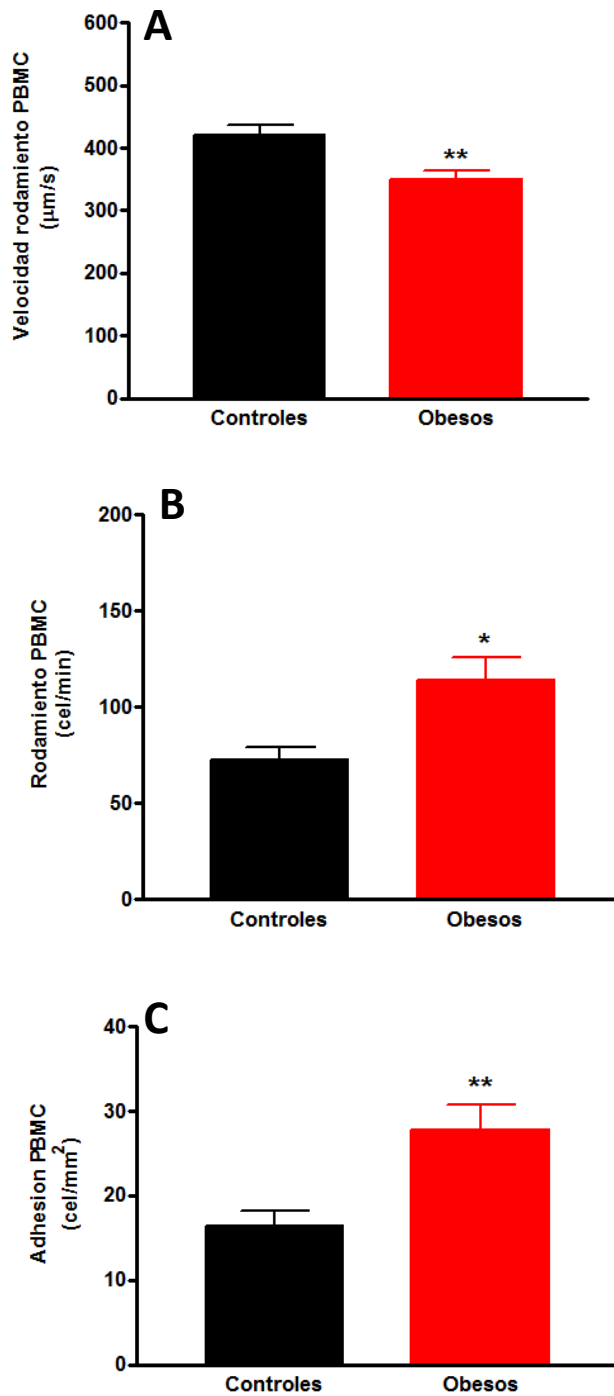 A
Velocidad rodamiento PBMC
(µm/s)
600
400
300
200
100
0
**
Controles
Obesos
B
Rodamiento PBMC
(cel/min)
200
150
100
50
0
*
Controles
Obesos
C
Adhesion PBMC
(cel/mm²)
40
30
20
10
0
**
Controles
Obesos